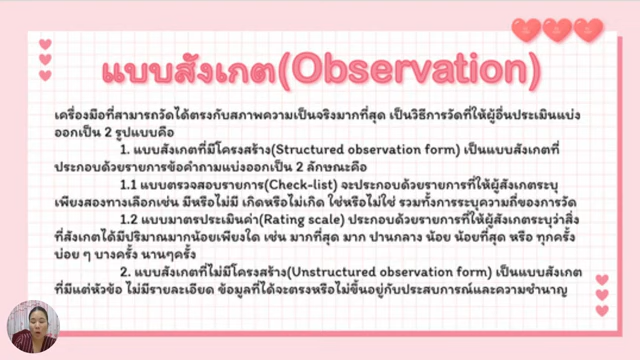 แบบสังเกต(Observation)
เครื่องมือที่สามารถวัดได้ตรงกับสภาพความเป็นจริงมากที่สุด เป็นวิธีการวัดที่ให้ผู้อื่นประเมินแบ่ง
ออกเป็น 2 รูปแบบคือ
1. แบบสังเกตที่มีโครงสร้าง(Structured observation form) เป็นแบบสังเกตที่
ประกอบด้วยรายการข้อคำถามแบ่งออกเป็น 2 ลักษณะคือ
1.1 แบบตรวจสอบรายการ(Check-list) จะประกอบด้วยรายการที่ให้ผู้สังเกตระบุ
เพียงสองทางเลือกเช่น มีหรือไม่มี เกิดหรือไม่เกิด ใช่หรือไม่ใช่ รวมทั้งการระบุความถี่ของการวัด
1.2 แบบมาตรประเมินค่า(Rating scale) ประกอบด้วยรายการที่ให้ผู้สังเกตระบุว่าสิ่ง
ที่สังเกตได้มีปริมาณมากน้อยเพียงใด เช่น มากที่สุด มาก ปานกลาง น้อย น้อยที่สุด หรือ ทุกครั้ง
บ่อย ๆ บางครั้ง นานๆครั้ง
2. แบบสังเกตที่ไม่มีโครงสร้าง(Unstructured observation form) เป็นแบบสังเกต
ที่มีแต่หัวข้อ ไม่มีรายละเอียด ข้อมูลที่ได้จะตรงหรือไม่ขึ้นอยู่กับประสบการณ์และความชำนาญ